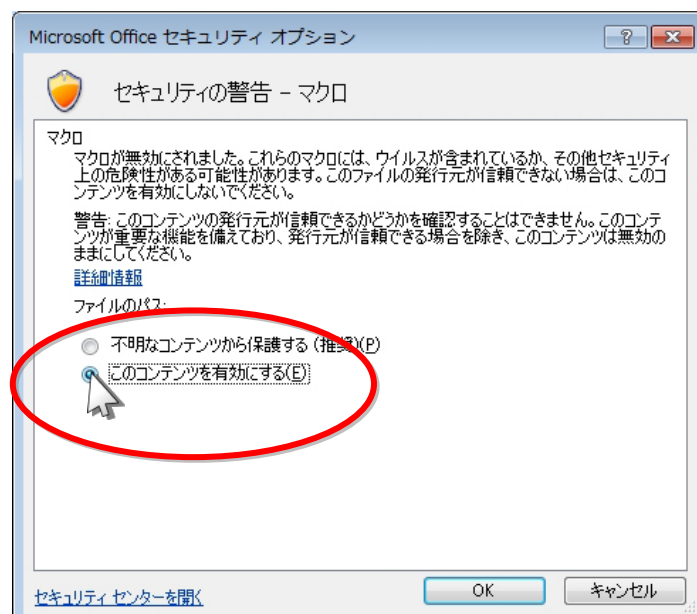 Microsoft Office セキュリティ オプション
セキュリティの警告 – マクロ
マクロ
マクロが無効にされました。これらのマクロには、ウイルスが含まれているか、その他セキュリティ
上の危険性がある可能性があります。このファイルの発行元が信頼できない場合は、このコ
ンテンツを有効にしないでください。
警告: このコンテンツの発行元が信頼できるかどうかを確認することはできません。このコンテ
ンツが重要な機能を備えており、発行元が信頼できる場合を除き、このコンテンツは無効の
ままにしてください。
詳細情報
ファイルのパス:
不明なコンテンツから保護する (推奨)(P)
このコンテンツを有効にする(E)
セキュリティ センターを開く
OK
キャンセル